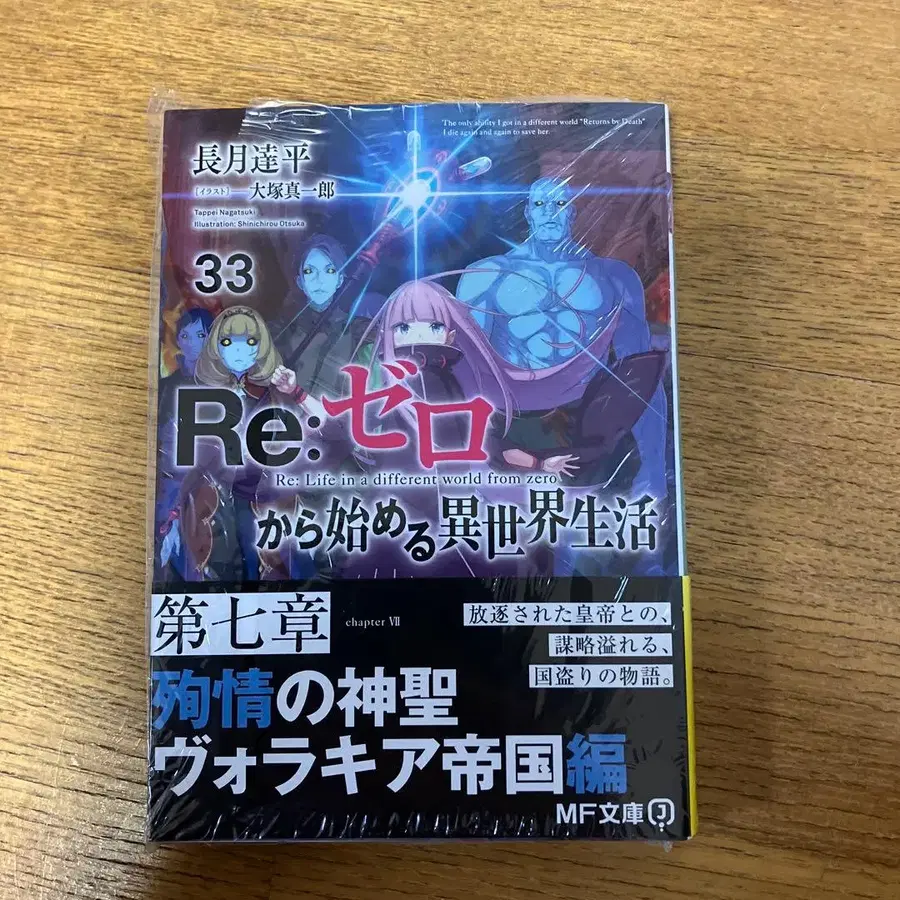 The only ability I got in a different world "Returns by Death"
I die again and again to save her.
長月達平
[イラスト]──大塚真一郎
Tappei Nagatsuki
Illustration: Shinichirou Otsuka
33
Re:ゼロ
Re: Life in a different world from zero
から始める異世界生活
第七章
chapter Ⅶ
放逐された皇帝との、
謀略溢れる、
国盗りの物語。
殉情の神聖
ヴォラキア帝国編
MF文庫J